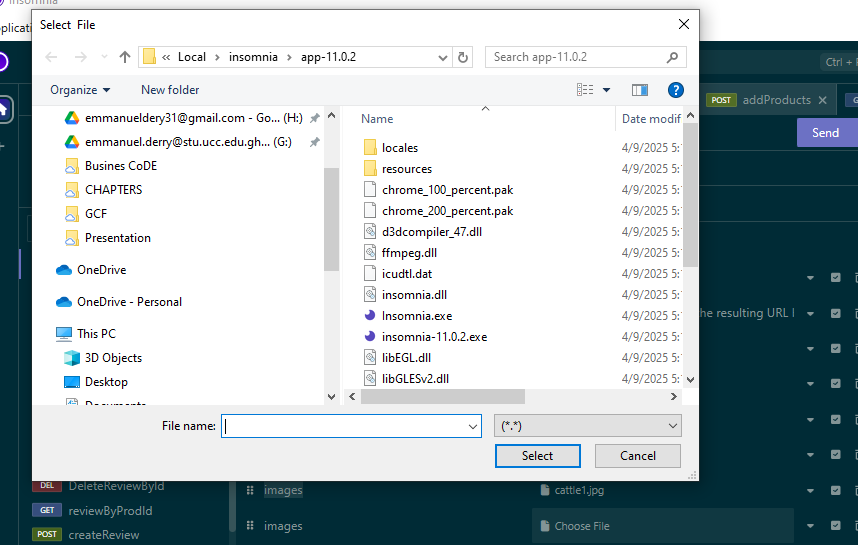 Insomnia
Select File
Local
insomnia
app-11.0.2
Search app-11.0.2
Ctrl +
Organize
New folder
POST addProducts
Send
emmanueldery31@gmail.com - Go... (H:)
emmanuel.derry@stu.ucc.edu.gh... (G:)
Busines CoDE
CHAPTERS
GCF
Presentation
OneDrive
OneDrive - Personal
This PC
3D Objects
Desktop
Documents
Name
Date modif
locales 4/9/2025 5:
resources 4/9/2025 5:
chrome_100_percent.pak 4/9/2025 5:
chrome_200_percent.pak 4/9/2025 5:
d3dcompiler_47.dll 4/9/2025 5:
ffmpeg.dll 4/9/2025 5:
icudtl.dat 4/9/2025 5:
insomnia.dll 4/9/2025 5:
Insomnia.exe 4/9/2025 5:
insomnia-11.0.2.exe 4/9/2025 5:
libEGL.dll 4/9/2025 5:
libGLESv2.dll 4/9/2025 5:
he resulting URL
File name:
(*.*)
Select
Cancel
DEL DeleteReviewById
images
cattle1.jpg
GET reviewByProdId
images
Choose File
POST createReview